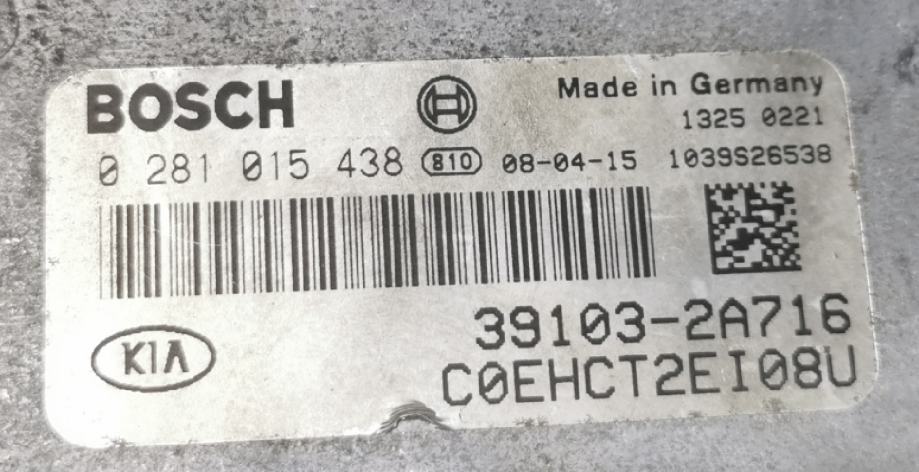 BOSCH
Made in Germany
1325 0221
0 281 015 438 810 08-04-15 1039S26538
39103-2A716
KIA
C0EHCT2EI08U